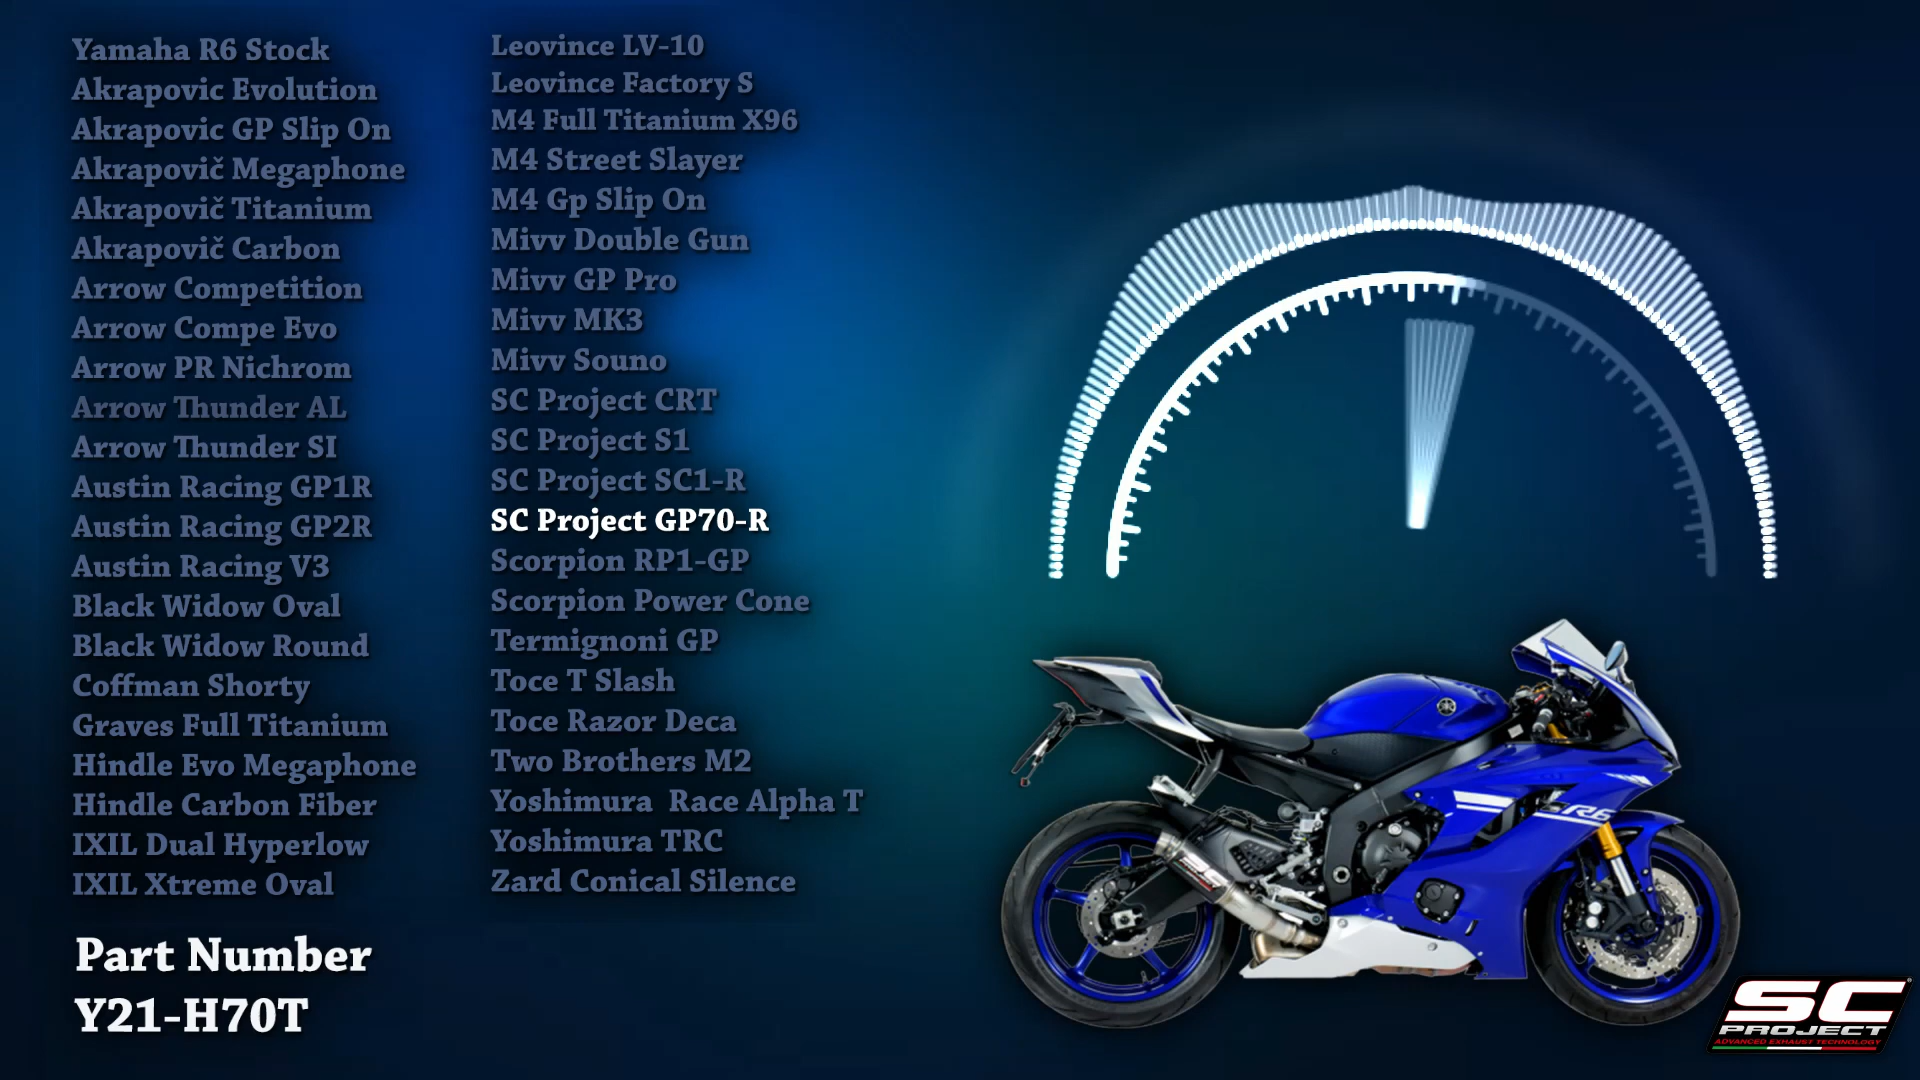 Yamaha R6 Stock
Akrapovic Evolution
Akrapovic GP Slip On
Akrapovič Megaphone
Akrapovič Titanium
Akrapovič Carbon
Arrow Competition
Arrow Compe Evo
Arrow PR Nichrom
Arrow Thunder AL
Arrow Thunder SI
Austin Racing GP1R
Austin Racing GP2R
Austin Racing V3
Black Widow Oval
Black Widow Round
Coffman Shorty
Graves Full Titanium
Hindle Evo Megaphone
Hindle Carbon Fiber
IXIL Dual Hyperlow
IXIL Xtreme Oval
Leovince LV-10
Leovince Factory S
M4 Full Titanium X96
M4 Street Slayer
M4 Gp Slip On
Mivv Double Gun
Mivv GP Pro
Mivv MK3
Mivv Souno
SC Project CRT
SC Project S1
SC Project SC1-R
SC Project GP70-R
Scorpion RP1-GP
Scorpion Power Cone
Termignoni GP
Toce T Slash
Toce Razor Deca
Two Brothers M2
Yoshimura  Race Alpha T
Yoshimura TRC
Zard Conical Silence
Part Number
Y21-H70T
R6
SC
SC
PROJECT
ADVANCED EXHAUST TECHNOLOGY